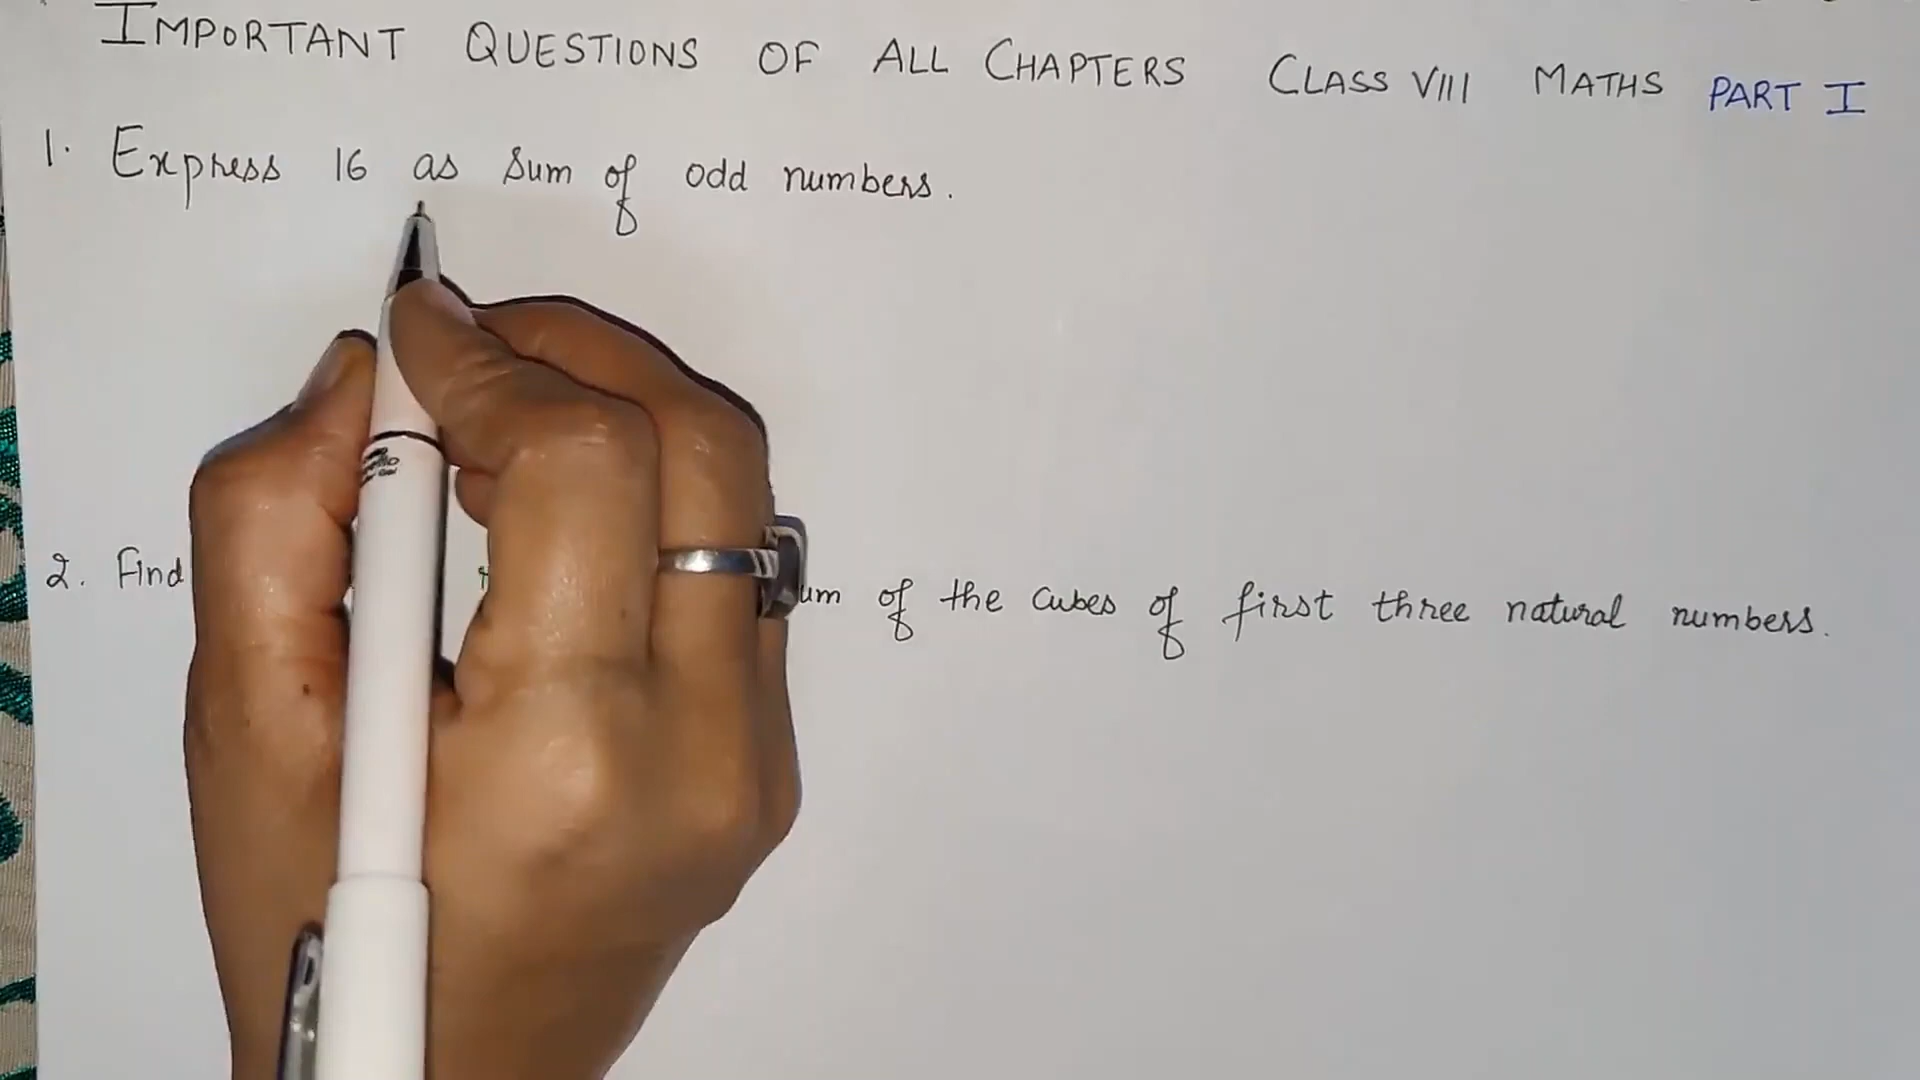 IMPORTANT QUESTIONS OF ALL CHAPTERS CLASS VIII MATHS PART I
1. Express 16 as sum of odd numbers.
2. Find um of the cubes of first three natural numbers.